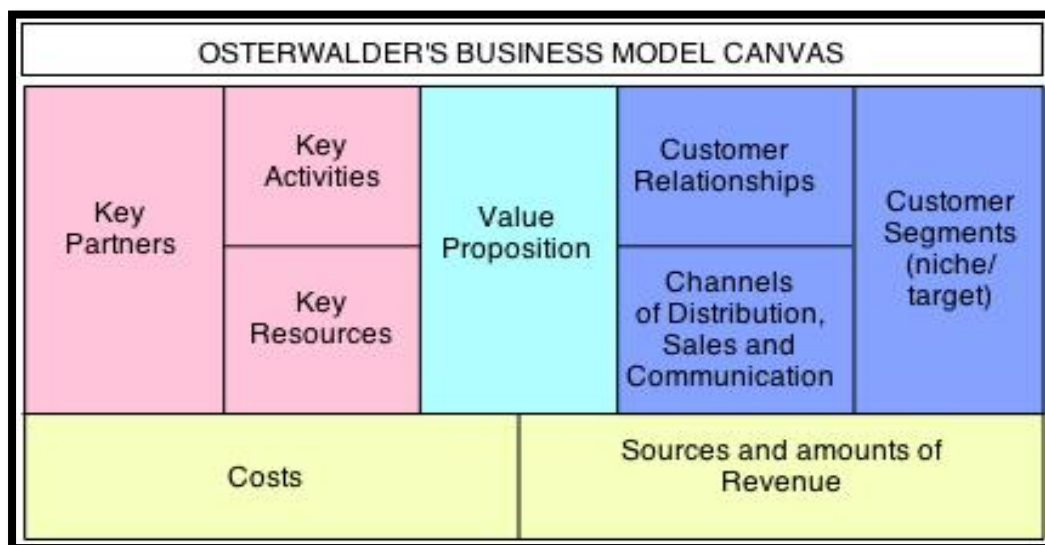 OSTERWALDER'S BUSINESS MODEL CANVAS
Key
Partners
Key
Activities
Key
Resources
Value
Proposition
Customer
Relationships
Channels
of Distribution,
Sales and
Communication
Customer
Segments
(niche/
target)
Costs
Sources and amounts of
Revenue